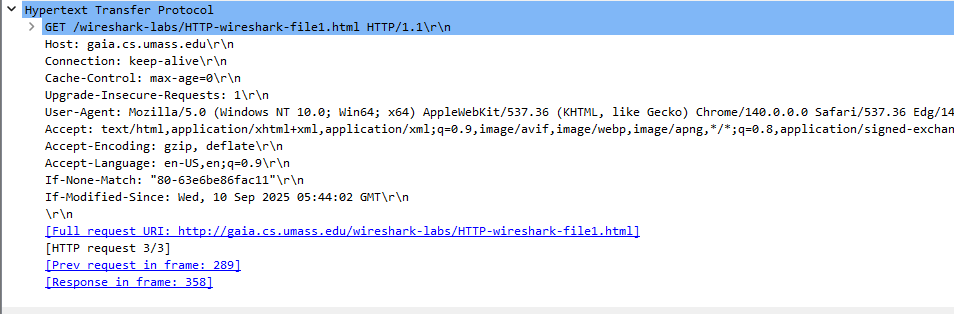 Hypertext Transfer Protocol
GET /wireshark-labs/HTTP-wireshark-file1.html HTTP/1.1\r\n
Host: gaia.cs.umass.edu\r\n
Connection: keep-alive\r\n
Cache-Control: max-age=0\r\n
Upgrade-Insecure-Requests: 1\r\n
User-Agent: Mozilla/5.0 (Windows NT 10.0; Win64; x64) AppleWebKit/537.36 (KHTML, like Gecko) Chrome/140.0.0.0 Safari/537.36 Edg/14
Accept: text/html,application/xhtml+xml,application/xml;q=0.9,image/avif,image/webp,image/apng,*/*;q=0.8,application/signed-exchan
Accept-Encoding: gzip, deflate\r\n
Accept-Language: en-US,en;q=0.9\r\n
If-None-Match: "80-63e6be86fac11"\r\n
If-Modified-Since: Wed, 10 Sep 2025 05:44:02 GMT\r\n
\r\n
[Full request URI: http://gaia.cs.umass.edu/wireshark-labs/HTTP-wireshark-file1.html]
[HTTP request 3/3]
[Prev request in frame: 289]
[Response in frame: 358]